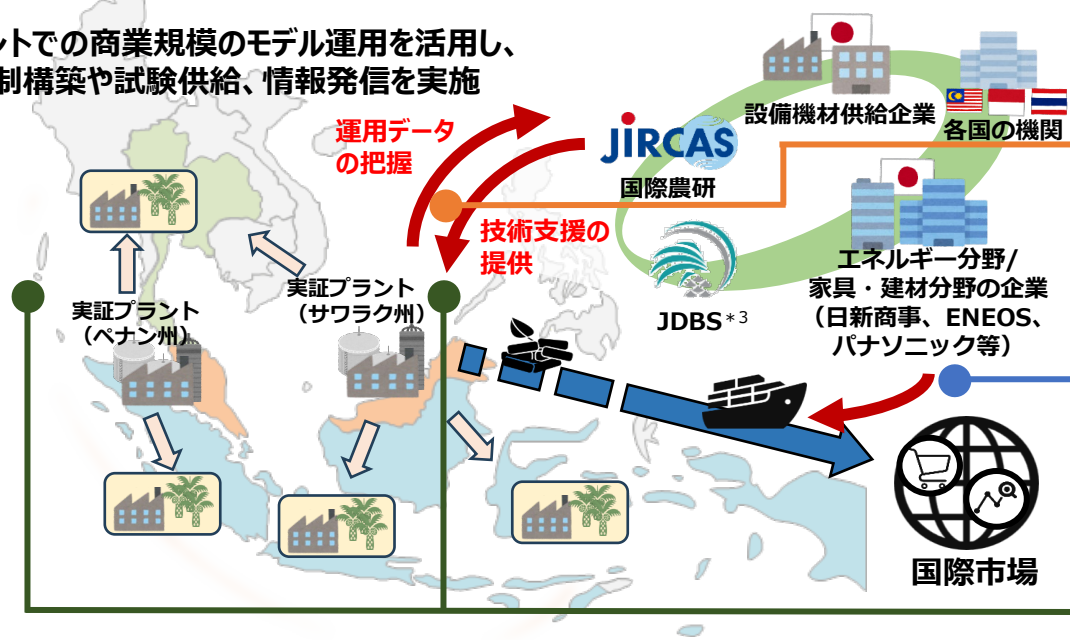 ントでの商業規模のモデル運用を活用し、
制構築や試験供給、情報発信を実施
運用データ
の把握
JIRCAS
国際農研
設備機材供給企業
各国の機関
技術支援の
提供
JDBS＊3
エネルギー分野/
家具・建材分野の企業
（日新商事、ENEOS、
パナソニック等）
実証プラント
（ペナン州）
実証プラント
（サワラク州）
国際市場